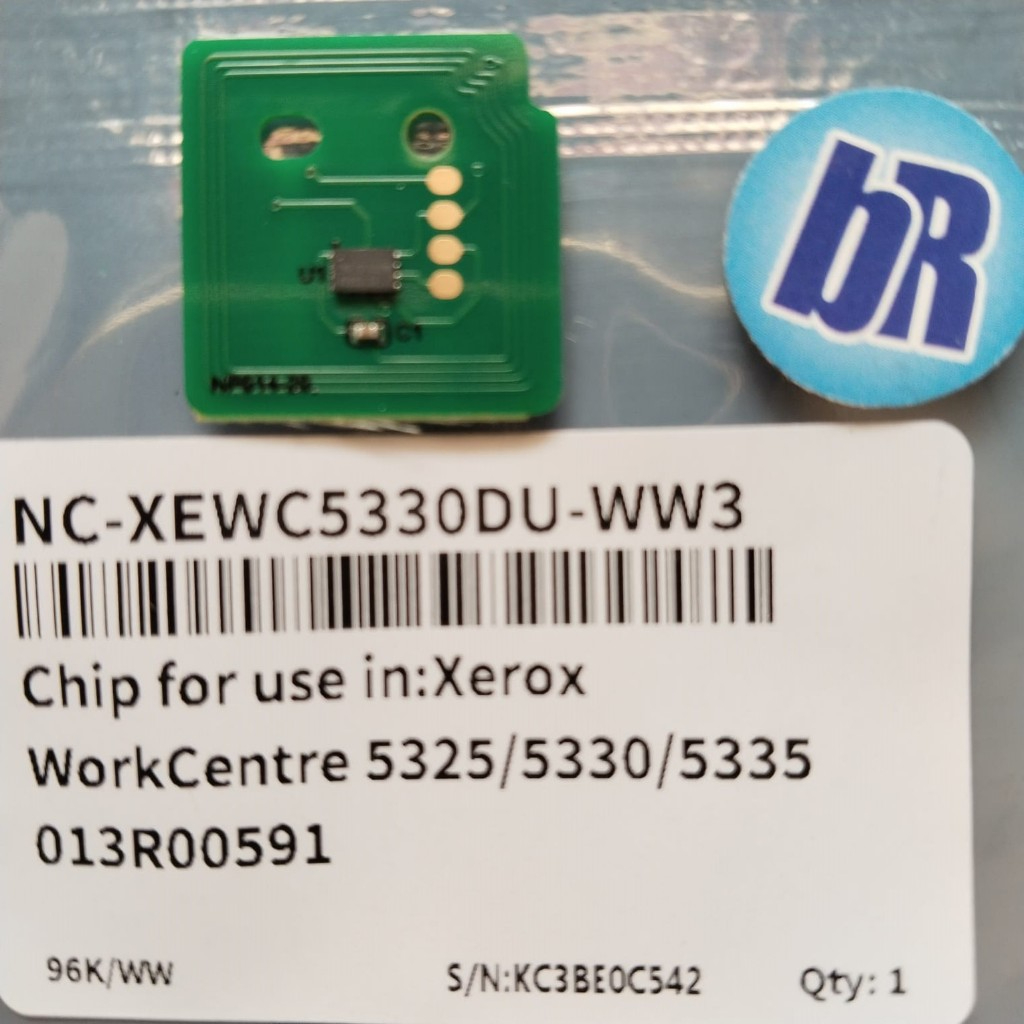 bR
U1
C1
NC-XEWC5330DU-WW3
Chip for use in:Xerox
WorkCentre 5325/5330/5335
013R00591
96K/WW S/N:KC3BE0C542 Qty: 1